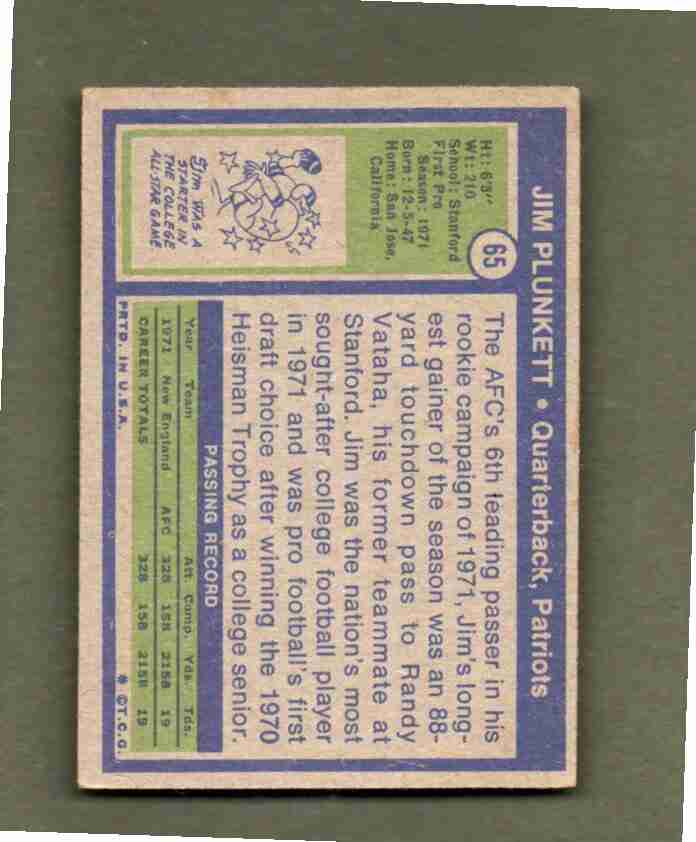 JIM PLUNKETT • Quarterback, Patriots
65
Ht: 6'3"
Wt: 210
School: Stanford
First Pro
Season: 1971
Born: 12-5-47
Home: San Jose,
California
JIM WAS A
STARTER IN
THE COLLEGE
ALL-STAR GAME
The AFC's 6th leading passer in his
rookie campaign of 1971, Jim's long-
est gainer of the season was an 88-
yard touchdown pass to Randy
Vataha, his former teammate at
Stanford. Jim was the nation's most
sought-after college football player
in 1971 and was pro football's first
draft choice after winning the 1970
Heisman Trophy as a college senior.
PASSING RECORD
Year Team Att. Comp. Yds. Tds.
1971 New England AFC 328 158 2158 19
CAREER TOTALS 328 158 2158 19
PRTD. IN U.S.A. * ©T.C.G.